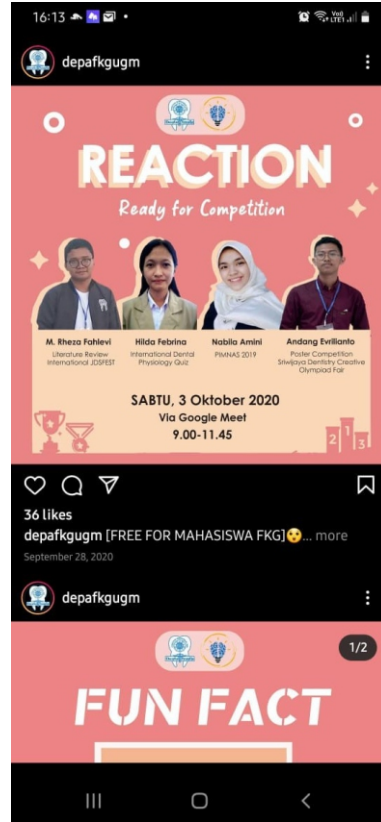 16:13
Vo)) LTE1
depafkgugm
REACTION
Ready for Competition
M. Rheza Fahlevi
Literature Review
International JDSFEST
Hilda Febrina
International Dental
Physiology Quiz
Nabila Amini
PIMNAS 2019
Andang Evrilianto
Poster Competition
Sriwijaya Dentistry Creative
Olympiad Fair
SABTU, 3 Oktober 2020
Via Google Meet
9.00-11.45
2 1 3
36 likes
depafkgugm [FREE FOR MAHASISWA FKG]😯... more
September 28, 2020
depafkgugm
1/2
FUN FACT